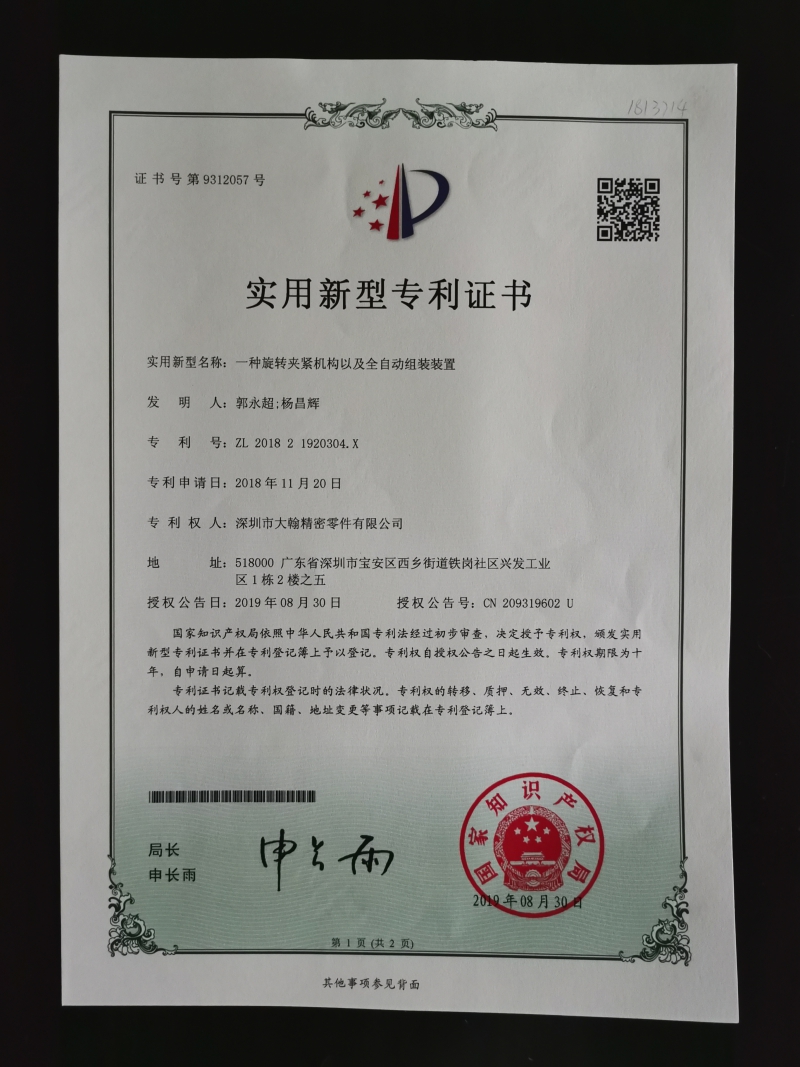 1813714
证书号第9312057号
实用新型专利证书
实用新型名称：一种旋转夹紧机构以及全自动组装装置
发明人：郭永超;杨昌辉
专利号：ZL 2018 2 1920304.X
专利申请日：2018年11月20日
专利权人：深圳市大翰精密零件有限公司
地址：518000 广东省深圳市宝安区西乡街道铁岗社区兴发工业
区1栋2楼之五
授权公告日：2019年08月30日 授权公告号：CN 209319602 U
国家知识产权局依照中华人民共和国专利法经过初步审查，决定授予专利权，颁发实用
新型专利证书并在专利登记簿上予以登记。专利权自授权公告之日起生效。专利权期限为十
年，自申请日起算。
专利证书记载专利权登记时的法律状况。专利权的转移、质押、无效、终止、恢复和专
利权人的姓名或名称、国籍、地址变更等事项记载在专利登记簿上。
局长
申长雨
申长雨
国家知识产权局
2019年08月30日
第1页(共2页)
其他事项参见背面